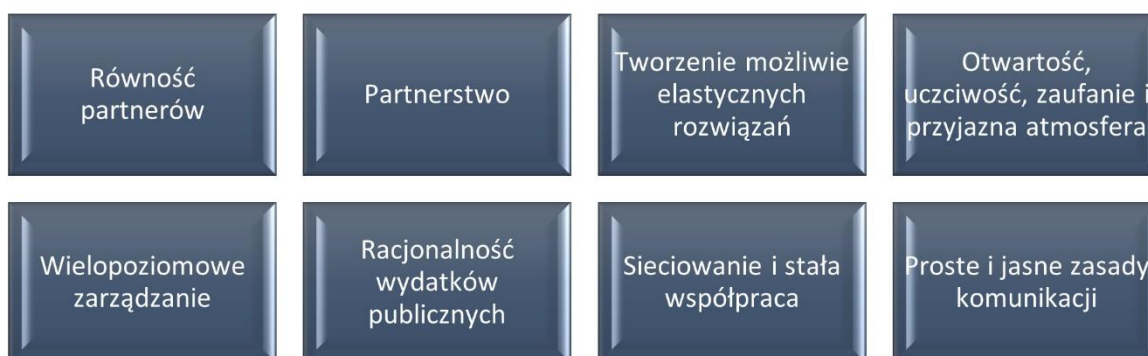 Równość
partnerów
Partnerstwo
Tworzenie możliwie
elastycznych
rozwiązań
Otwartość,
uczciwość, zaufanie i
przyjazna atmosfera
Wielopoziomowe
zarządzanie
Racjonalność
wydatków
publicznych
Sieciowanie i stała
współpraca
Proste i jasne zasady
komunikacji